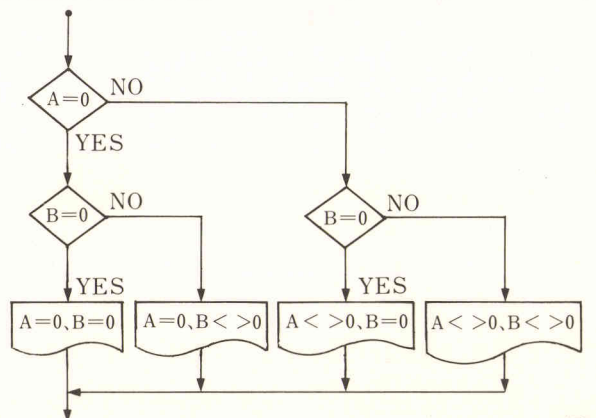 A=0
NO
YES
B=0
NO
B=0
NO
YES
YES
A=0、B=0
A=0、B< >0
A< >0、B=0
A< >0、B< >0